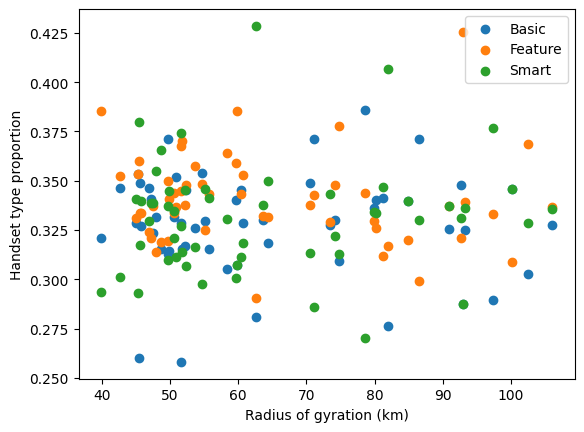 Basic
Feature
Smart
0.425
0.400
0.375
0.350
0.325
0.300
0.275
0.250
Handset type proportion
40 50 60 70 80 90 100
Radius of gyration (km)